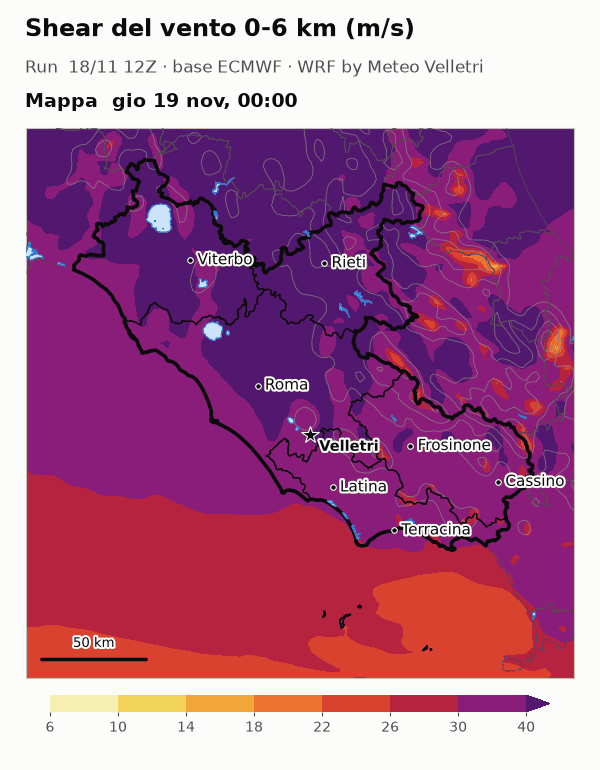 Shear del vento 0-6 km (m/s)
Run 18/11 12Z · base ECMWF · WRF by Meteo Velletri
Mappa gio 19 nov, 00:00
Viterbo
Rieti
Roma
Velletri
Frosinone
Latina
Cassino
Terracina
50 km
6 10 14 18 22 26 30 40